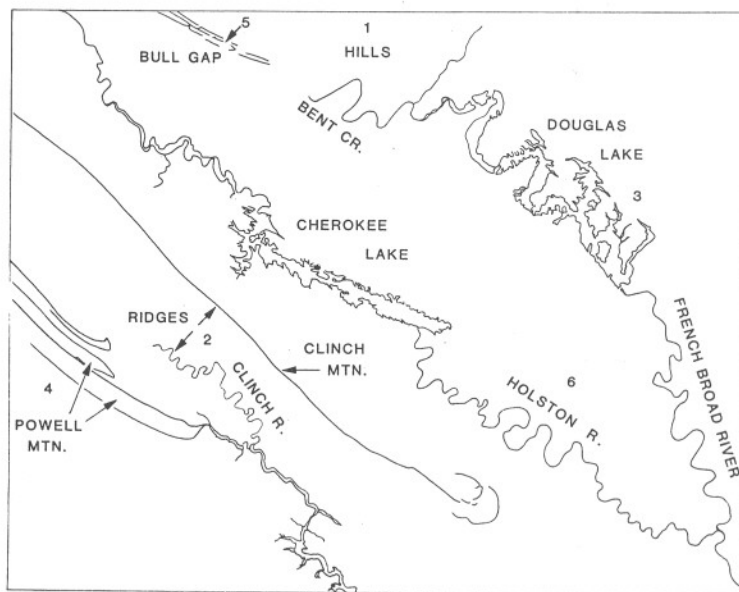 5
1
BULL GAP
HILLS
BENT CR.
DOUGLAS
LAKE
3
CHEROKEE
LAKE
RIDGES
2
CLINCH
MTN.
CLINCH R.
4
POWELL
MTN.
6
HOLSTON R.
FRENCH BROAD RIVER